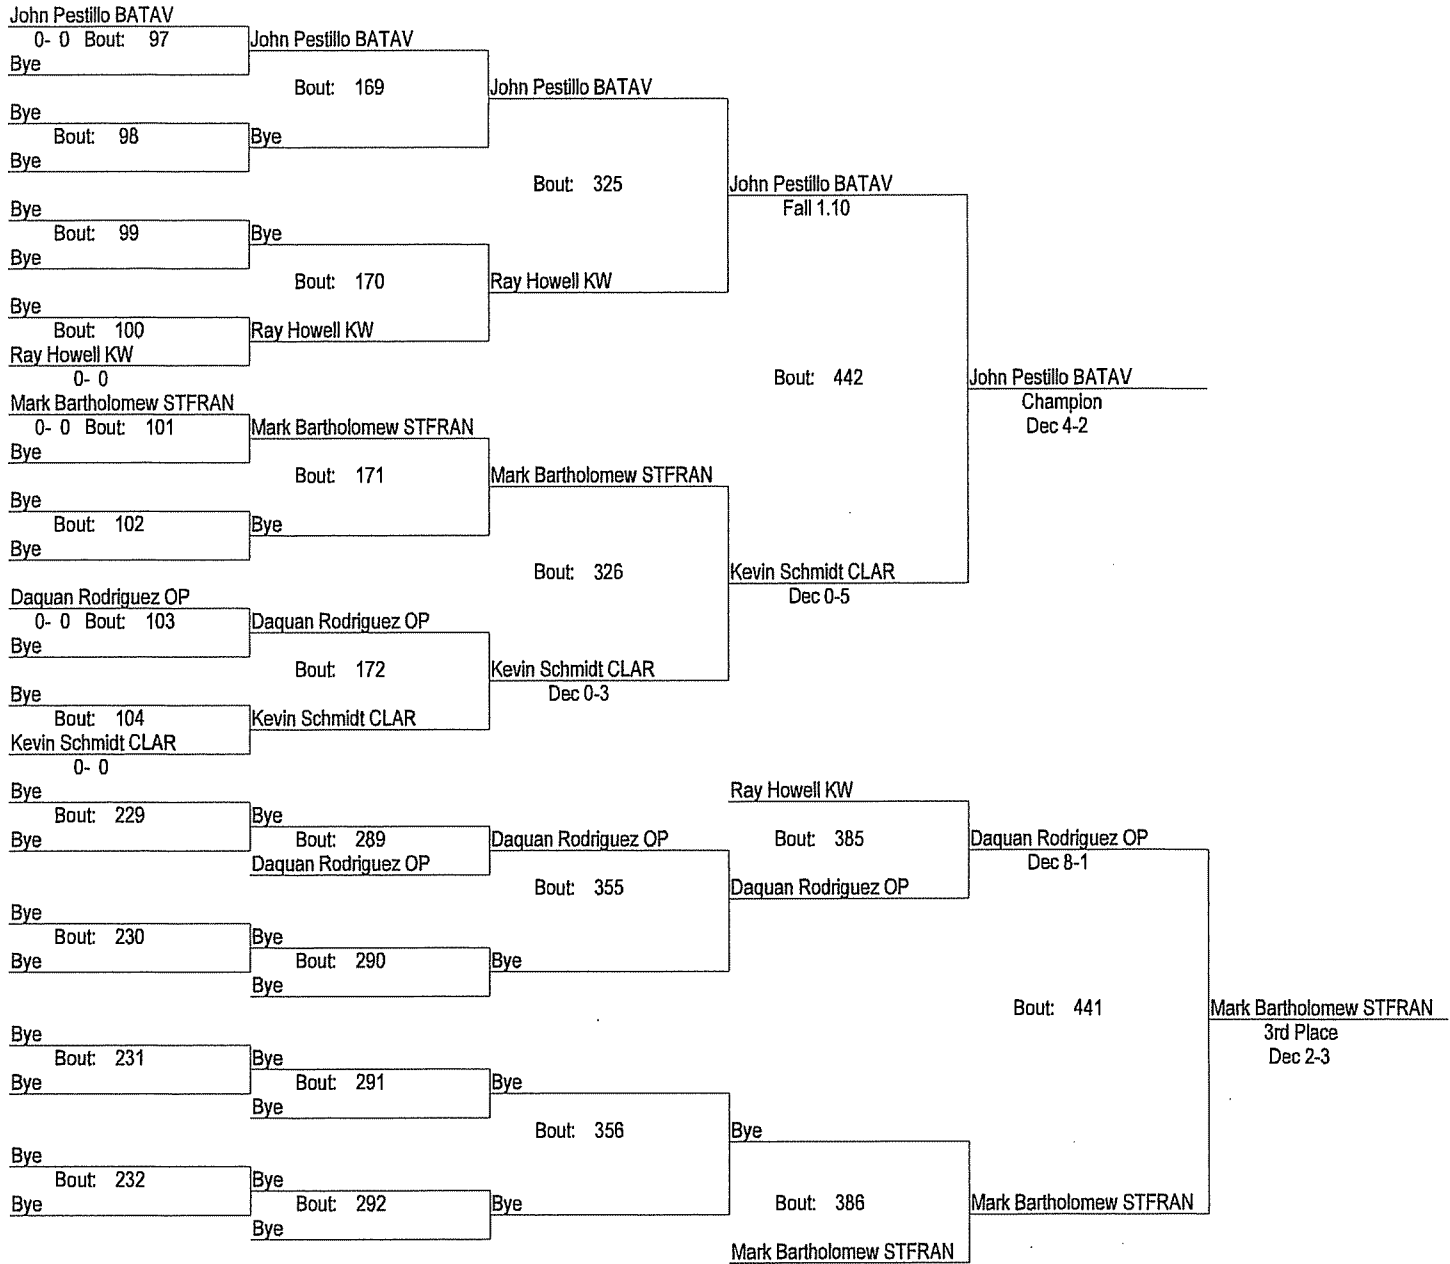 John Pestillo BATAV
0- 0 Bout: 97
John Pestillo BATAV
Bye
Bout: 169
John Pestillo BATAV
Bye
Bout: 98
Bye
Bye
Bout: 325
John Pestillo BATAV
Fall 1.10
Bye
Bout: 99
Bye
Bye
Bout: 170
Ray Howell KW
Bye
Bout: 100
Ray Howell KW
Ray Howell KW
0- 0
Bout: 442
John Pestillo BATAV
Champion
Dec 4-2
Mark Bartholomew STFRAN
0- 0 Bout: 101
Mark Bartholomew STFRAN
Bye
Bout: 171
Mark Bartholomew STFRAN
Bye
Bout: 102
Bye
Bye
Bout: 326
Kevin Schmidt CLAR
Dec 0-5
Daquan Rodriguez OP
0- 0 Bout: 103
Daquan Rodriguez OP
Bye
Bout: 172
Kevin Schmidt CLAR
Dec 0-3
Bye
Bout: 104
Kevin Schmidt CLAR
Kevin Schmidt CLAR
0- 0
Bye
Bout: 229
Bye
Bye
Bout: 289
Daquan Rodriguez OP
Daquan Rodriguez OP
Ray Howell KW
Bout: 385
Daquan Rodriguez OP
Dec 8-1
Bout: 355
Daquan Rodriguez OP
Bye
Bout: 230
Bye
Bye
Bout: 290
Bye
Bye
Bout: 441
Mark Bartholomew STFRAN
3rd Place
Dec 2-3
Bye
Bout: 231
Bye
Bye
Bout: 291
Bye
Bye
Bout: 356
Bye
Bye
Bout: 232
Bye
Bye
Bout: 292
Bye
Bye
Bout: 386
Mark Bartholomew STFRAN
Mark Bartholomew STFRAN